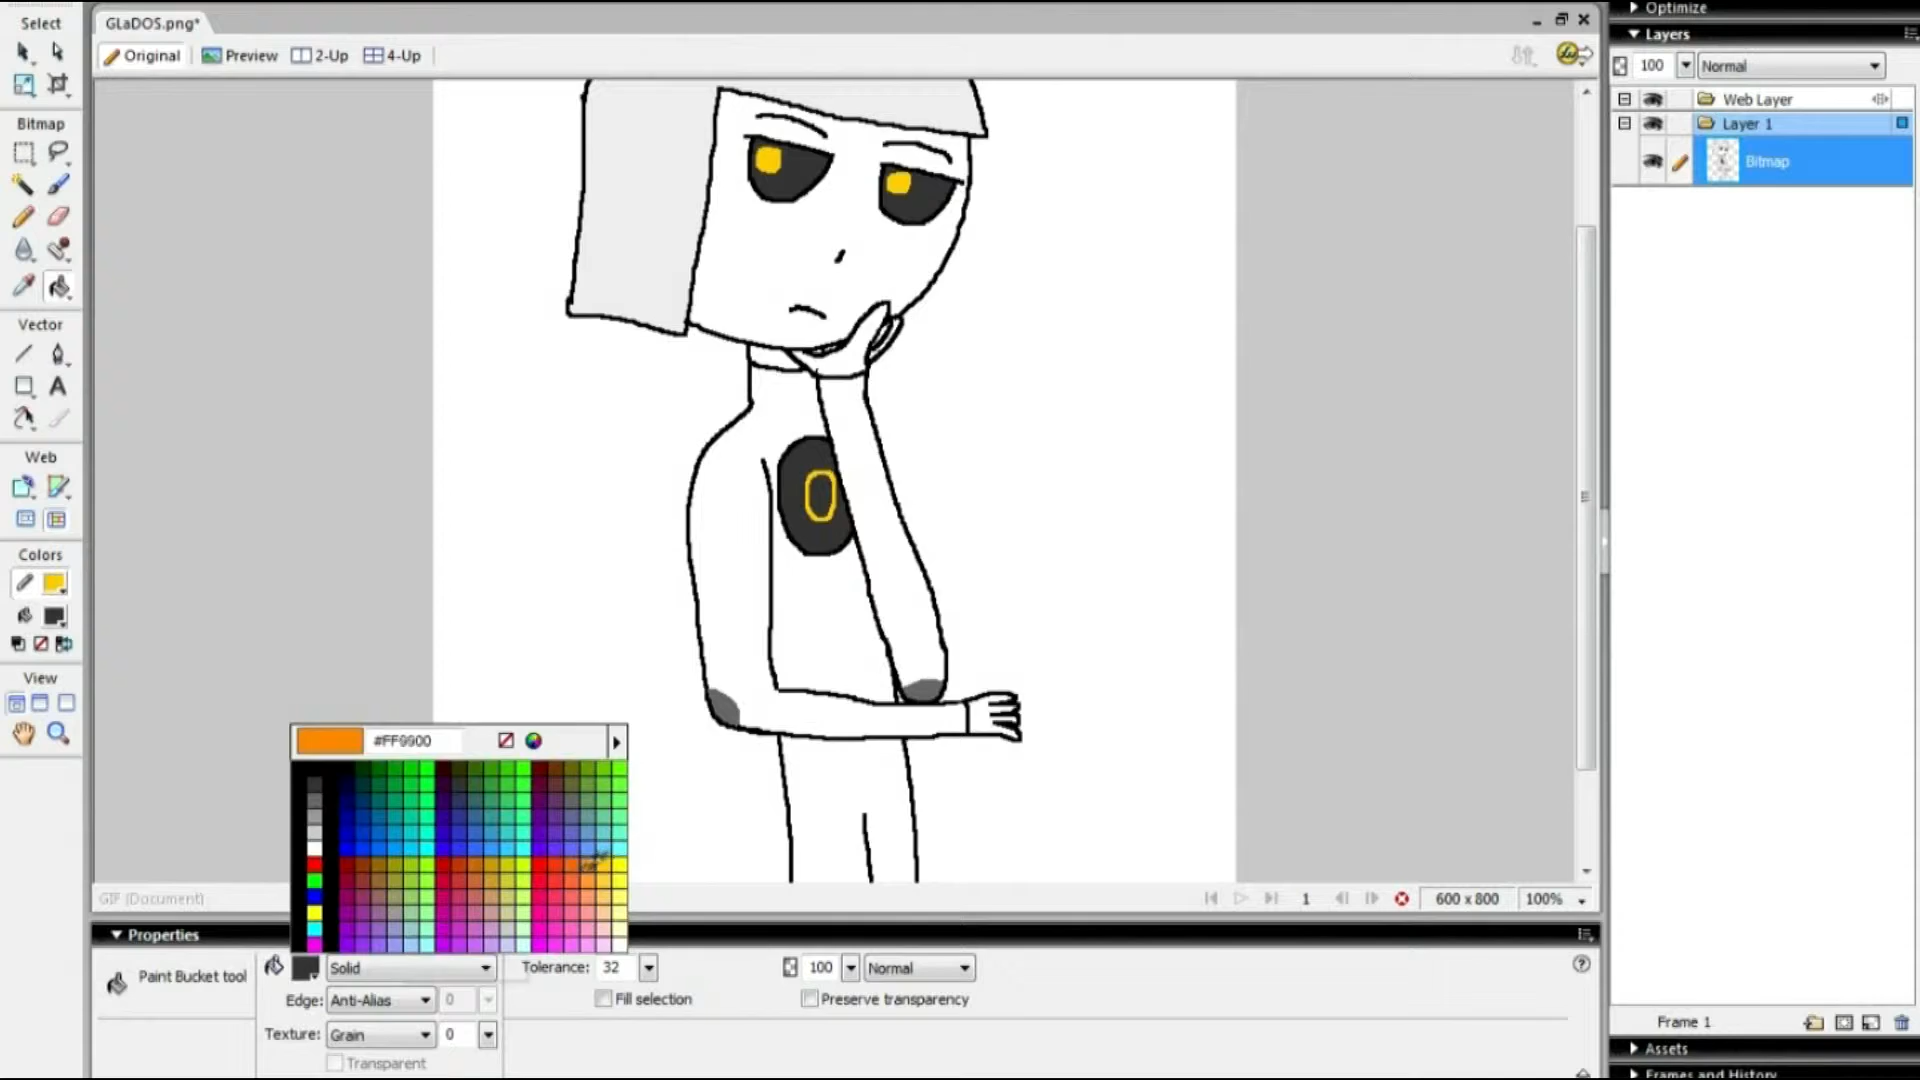 Select
Bitmap
Vector
A
Web
Colors
View
GLaDOS.png*
Original
Preview
2-Up
4-Up
#FF9900
GIF (Document)
1
600 x 800
100%
Properties
Paint Bucket tool
Solid
Edge: Anti-Alias 0
Texture: Grain 0
Transparent
Tolerance: 32
Fill selection
100 Normal
Preserve transparency
?
Optimize
Layers
100 Normal
Web Layer
Layer 1
Bitmap
Frame 1
Assets
Frames and History